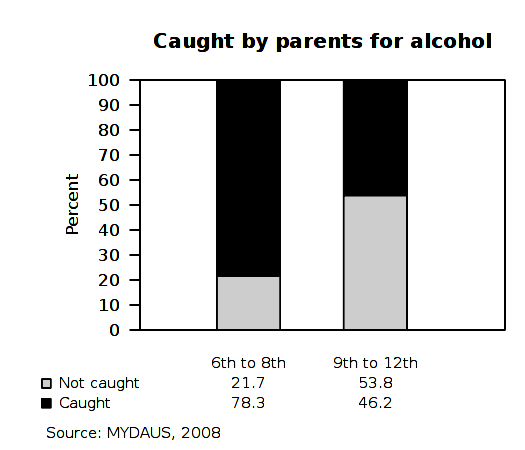 Caught by parents for alcohol
100
90
80
70
60
50
40
30
20
10
0
Percent
6th to 8th 9th to 12th
Not caught 21.7 53.8
Caught 78.3 46.2
Source: MYDAUS, 2008